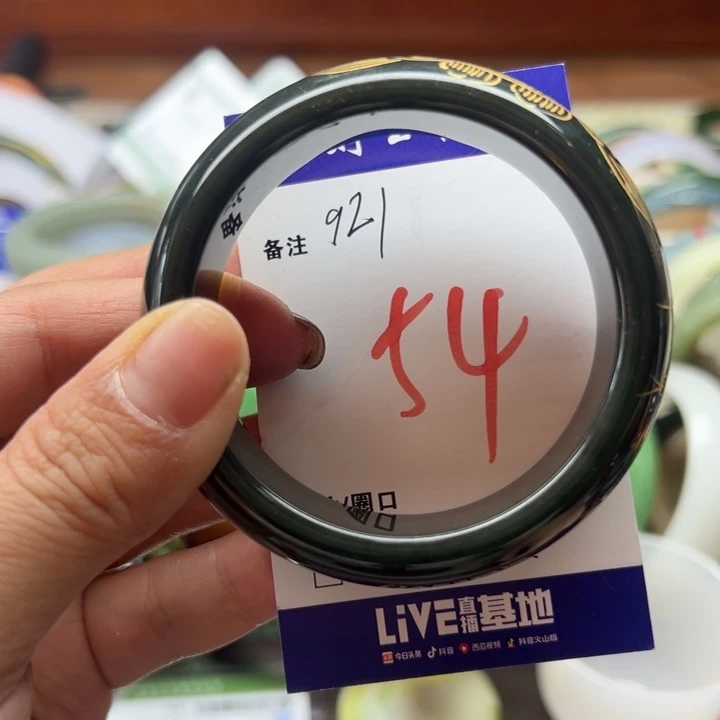 备注 921
54
圈口
LiVE直播基地
今日头条 抖音 西瓜视频 抖音火山版